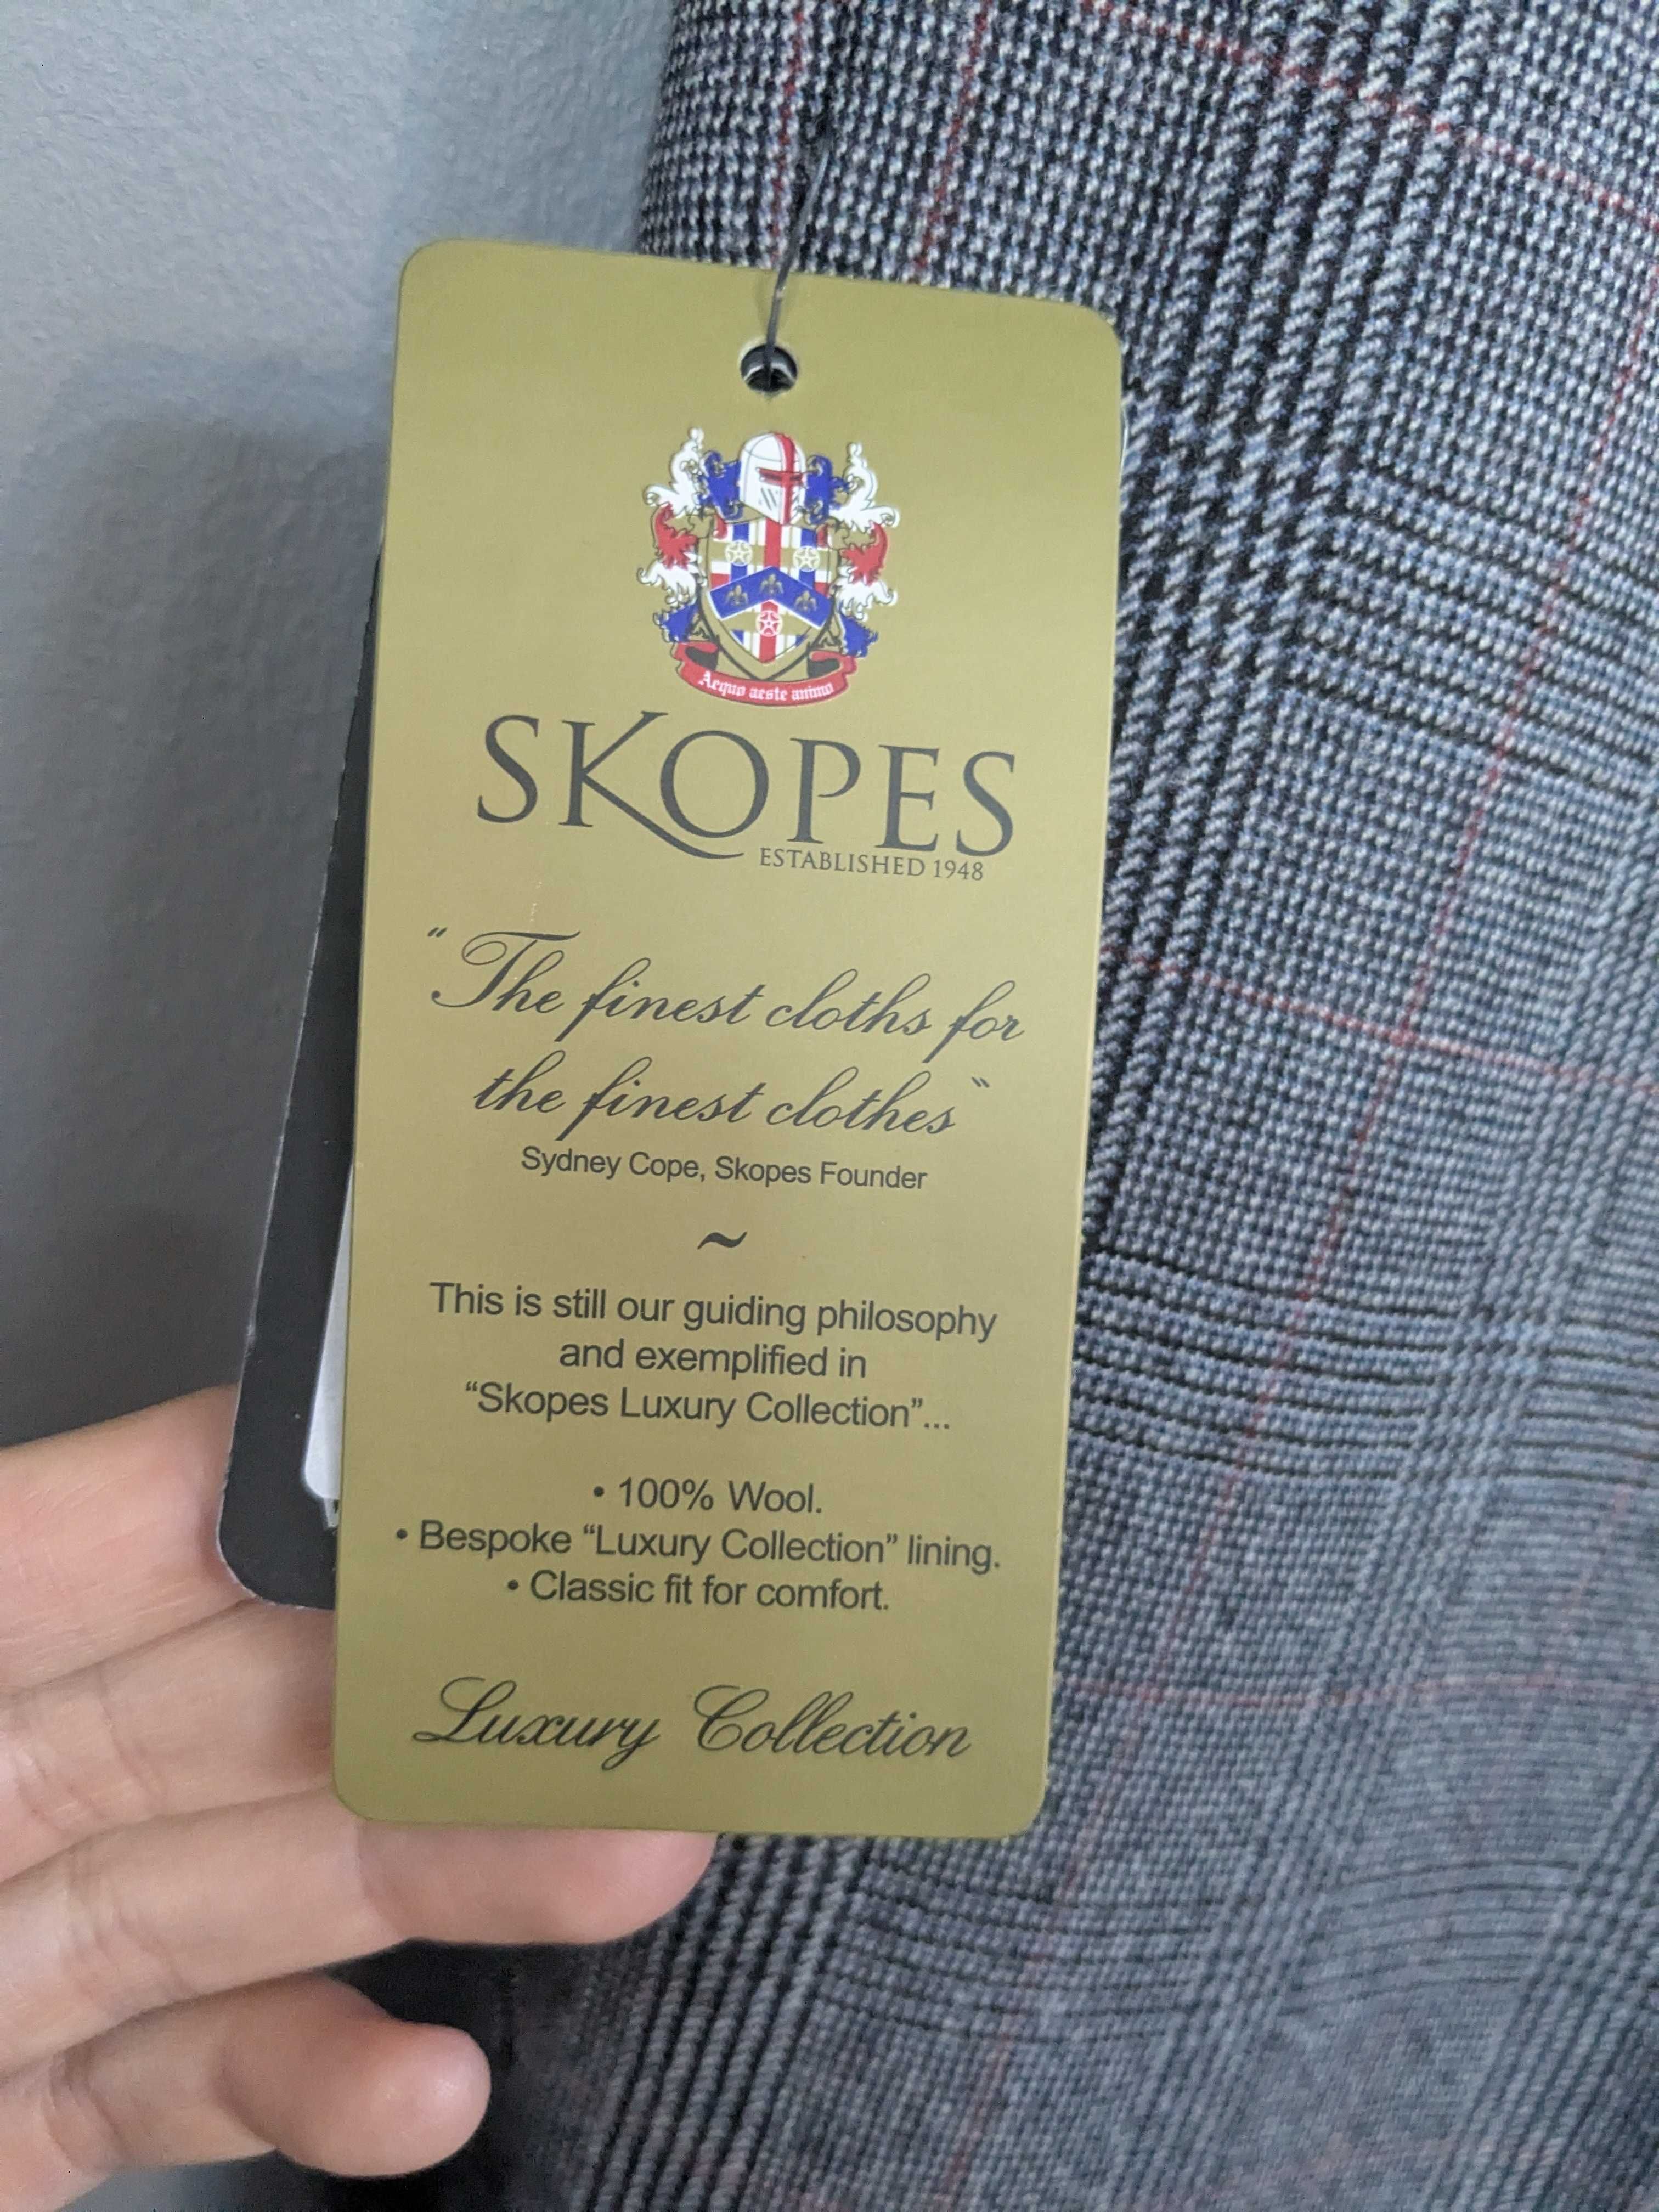 Aequo aeste animo
SKOPES
ESTABLISHED 1948
"The finest cloths for
the finest clothes"
Sydney Cope, Skopes Founder
~
This is still our guiding philosophy
and exemplified in
“Skopes Luxury Collection”...
• 100% Wool.
• Bespoke “Luxury Collection” lining.
• Classic fit for comfort.
Luxury Collection